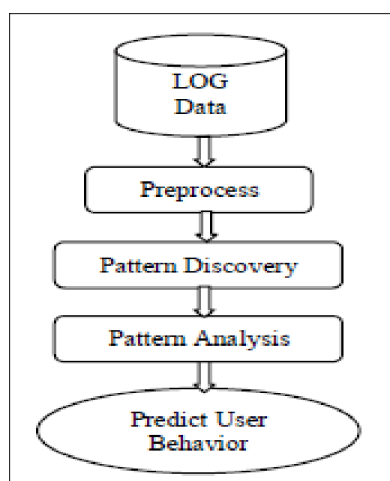 LOG
Data
Preprocess
Pattern Discovery
Pattern Analysis
Predict User
Behavior